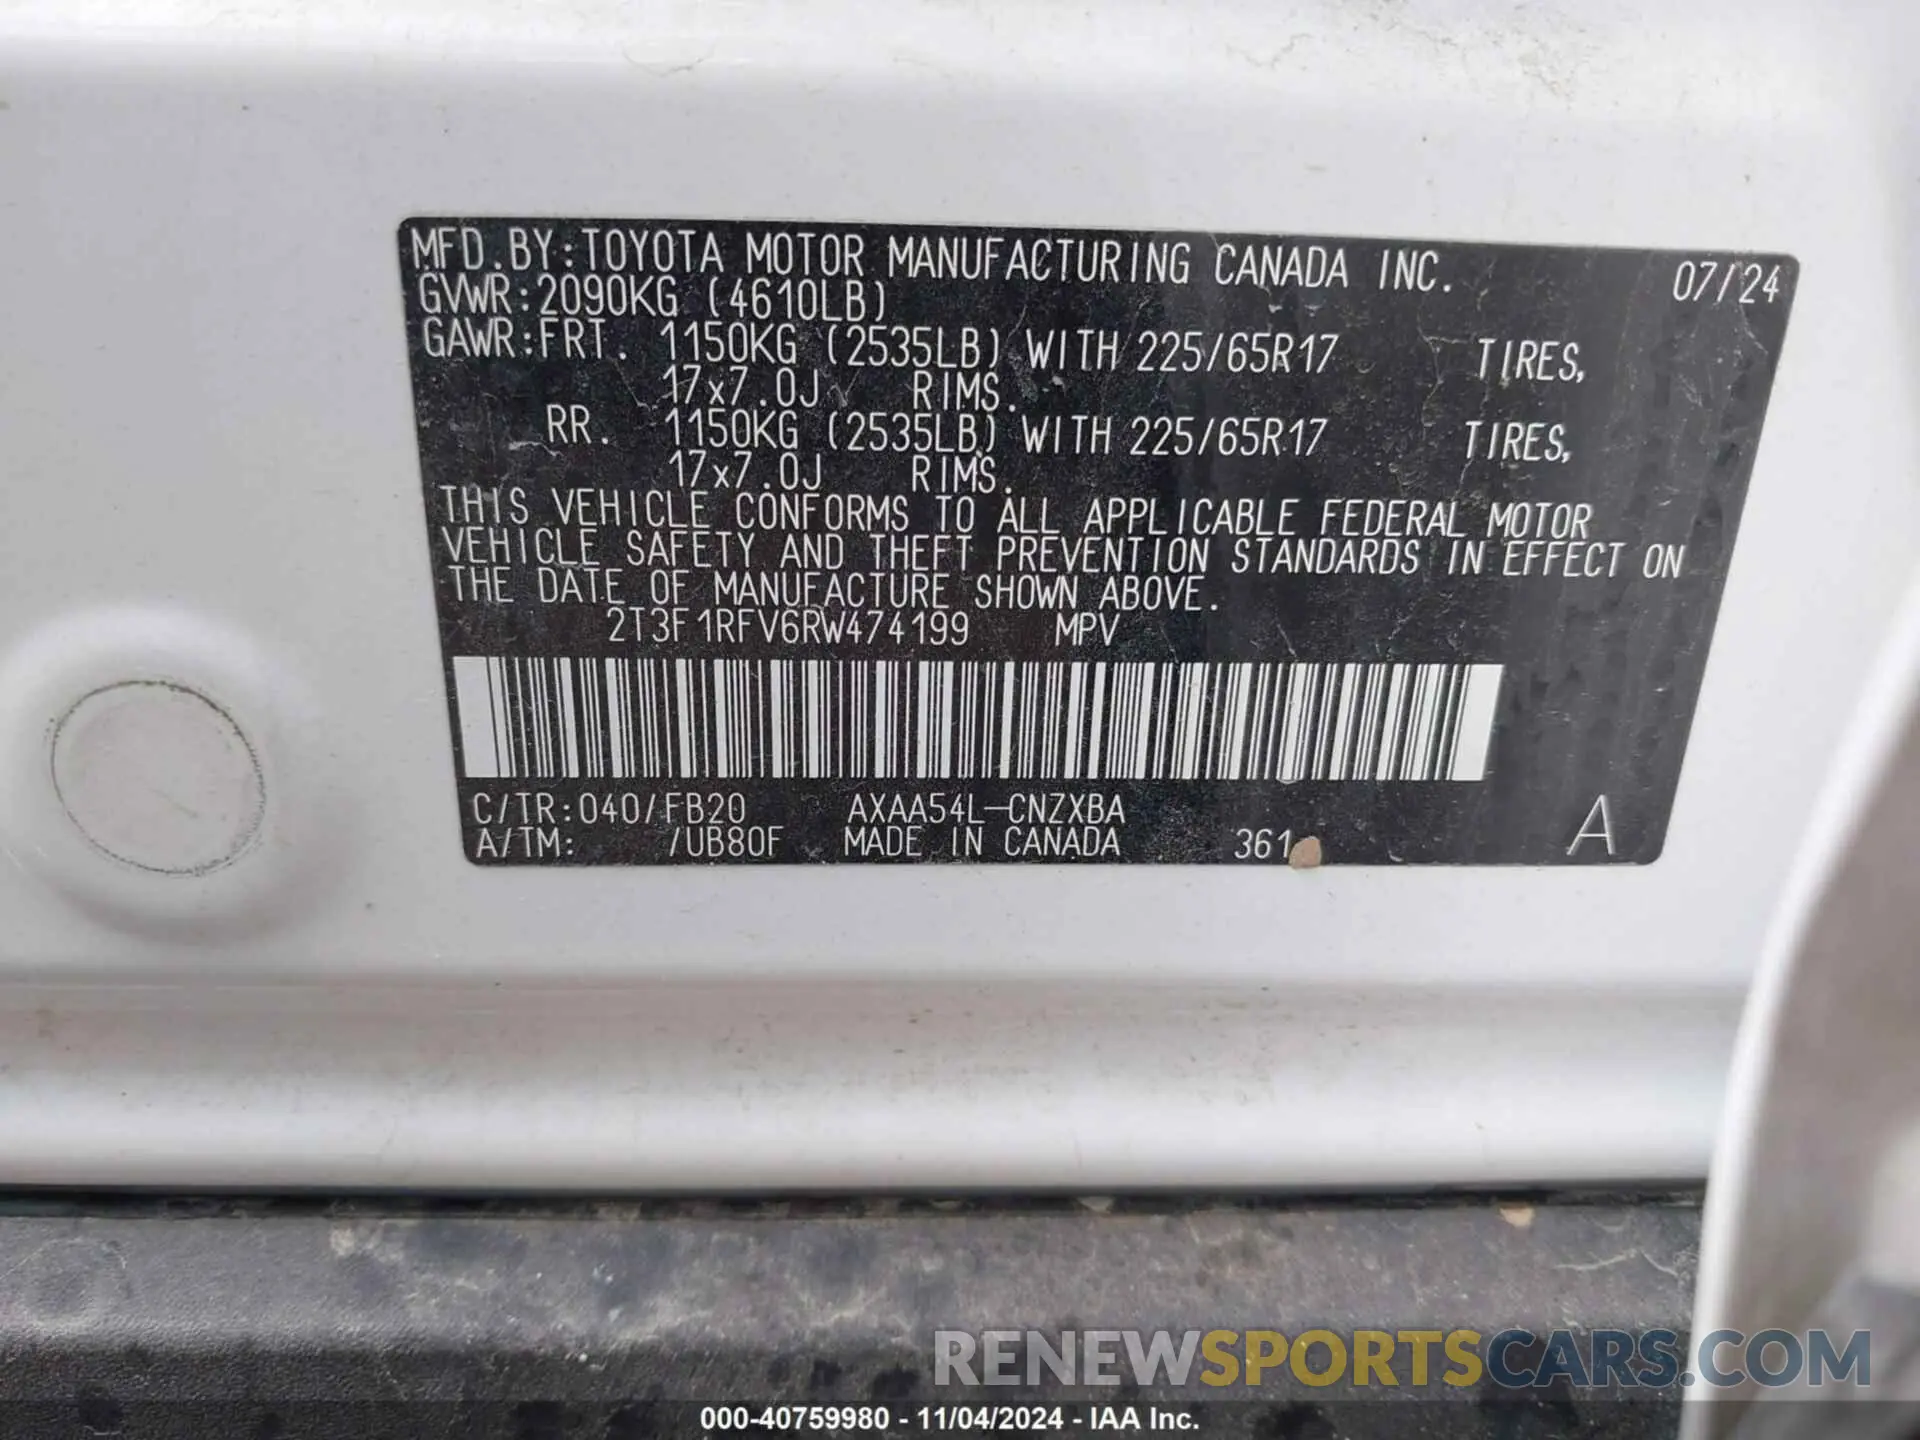 MFD.BY:TOYOTA MOTOR MANUFACTURING CANADA INC. 07/24
GVWR:2090KG (4610LB)
GAWR:FRT. 1150KG (2535LB) WITH 225/65R17 TIRES,
17x7.0J RIMS.
RR. 1150KG (2535LB) WITH 225/65R17 TIRES,
17x7.0J RIMS.
THIS VEHICLE CONFORMS TO ALL APPLICABLE FEDERAL MOTOR
VEHICLE SAFETY AND THEFT PREVENTION STANDARDS IN EFFECT ON
THE DATE OF MANUFACTURE SHOWN ABOVE.
2T3F1RFV6RW474199 MPV
C/TR:040/FB20 AXAA54L-CNZXBA
A/TM: /UB80F MADE IN CANADA 361 A
RENEWSPORTSCARS.COM
000-40759980 - 11/04/2024 - IAA Inc.